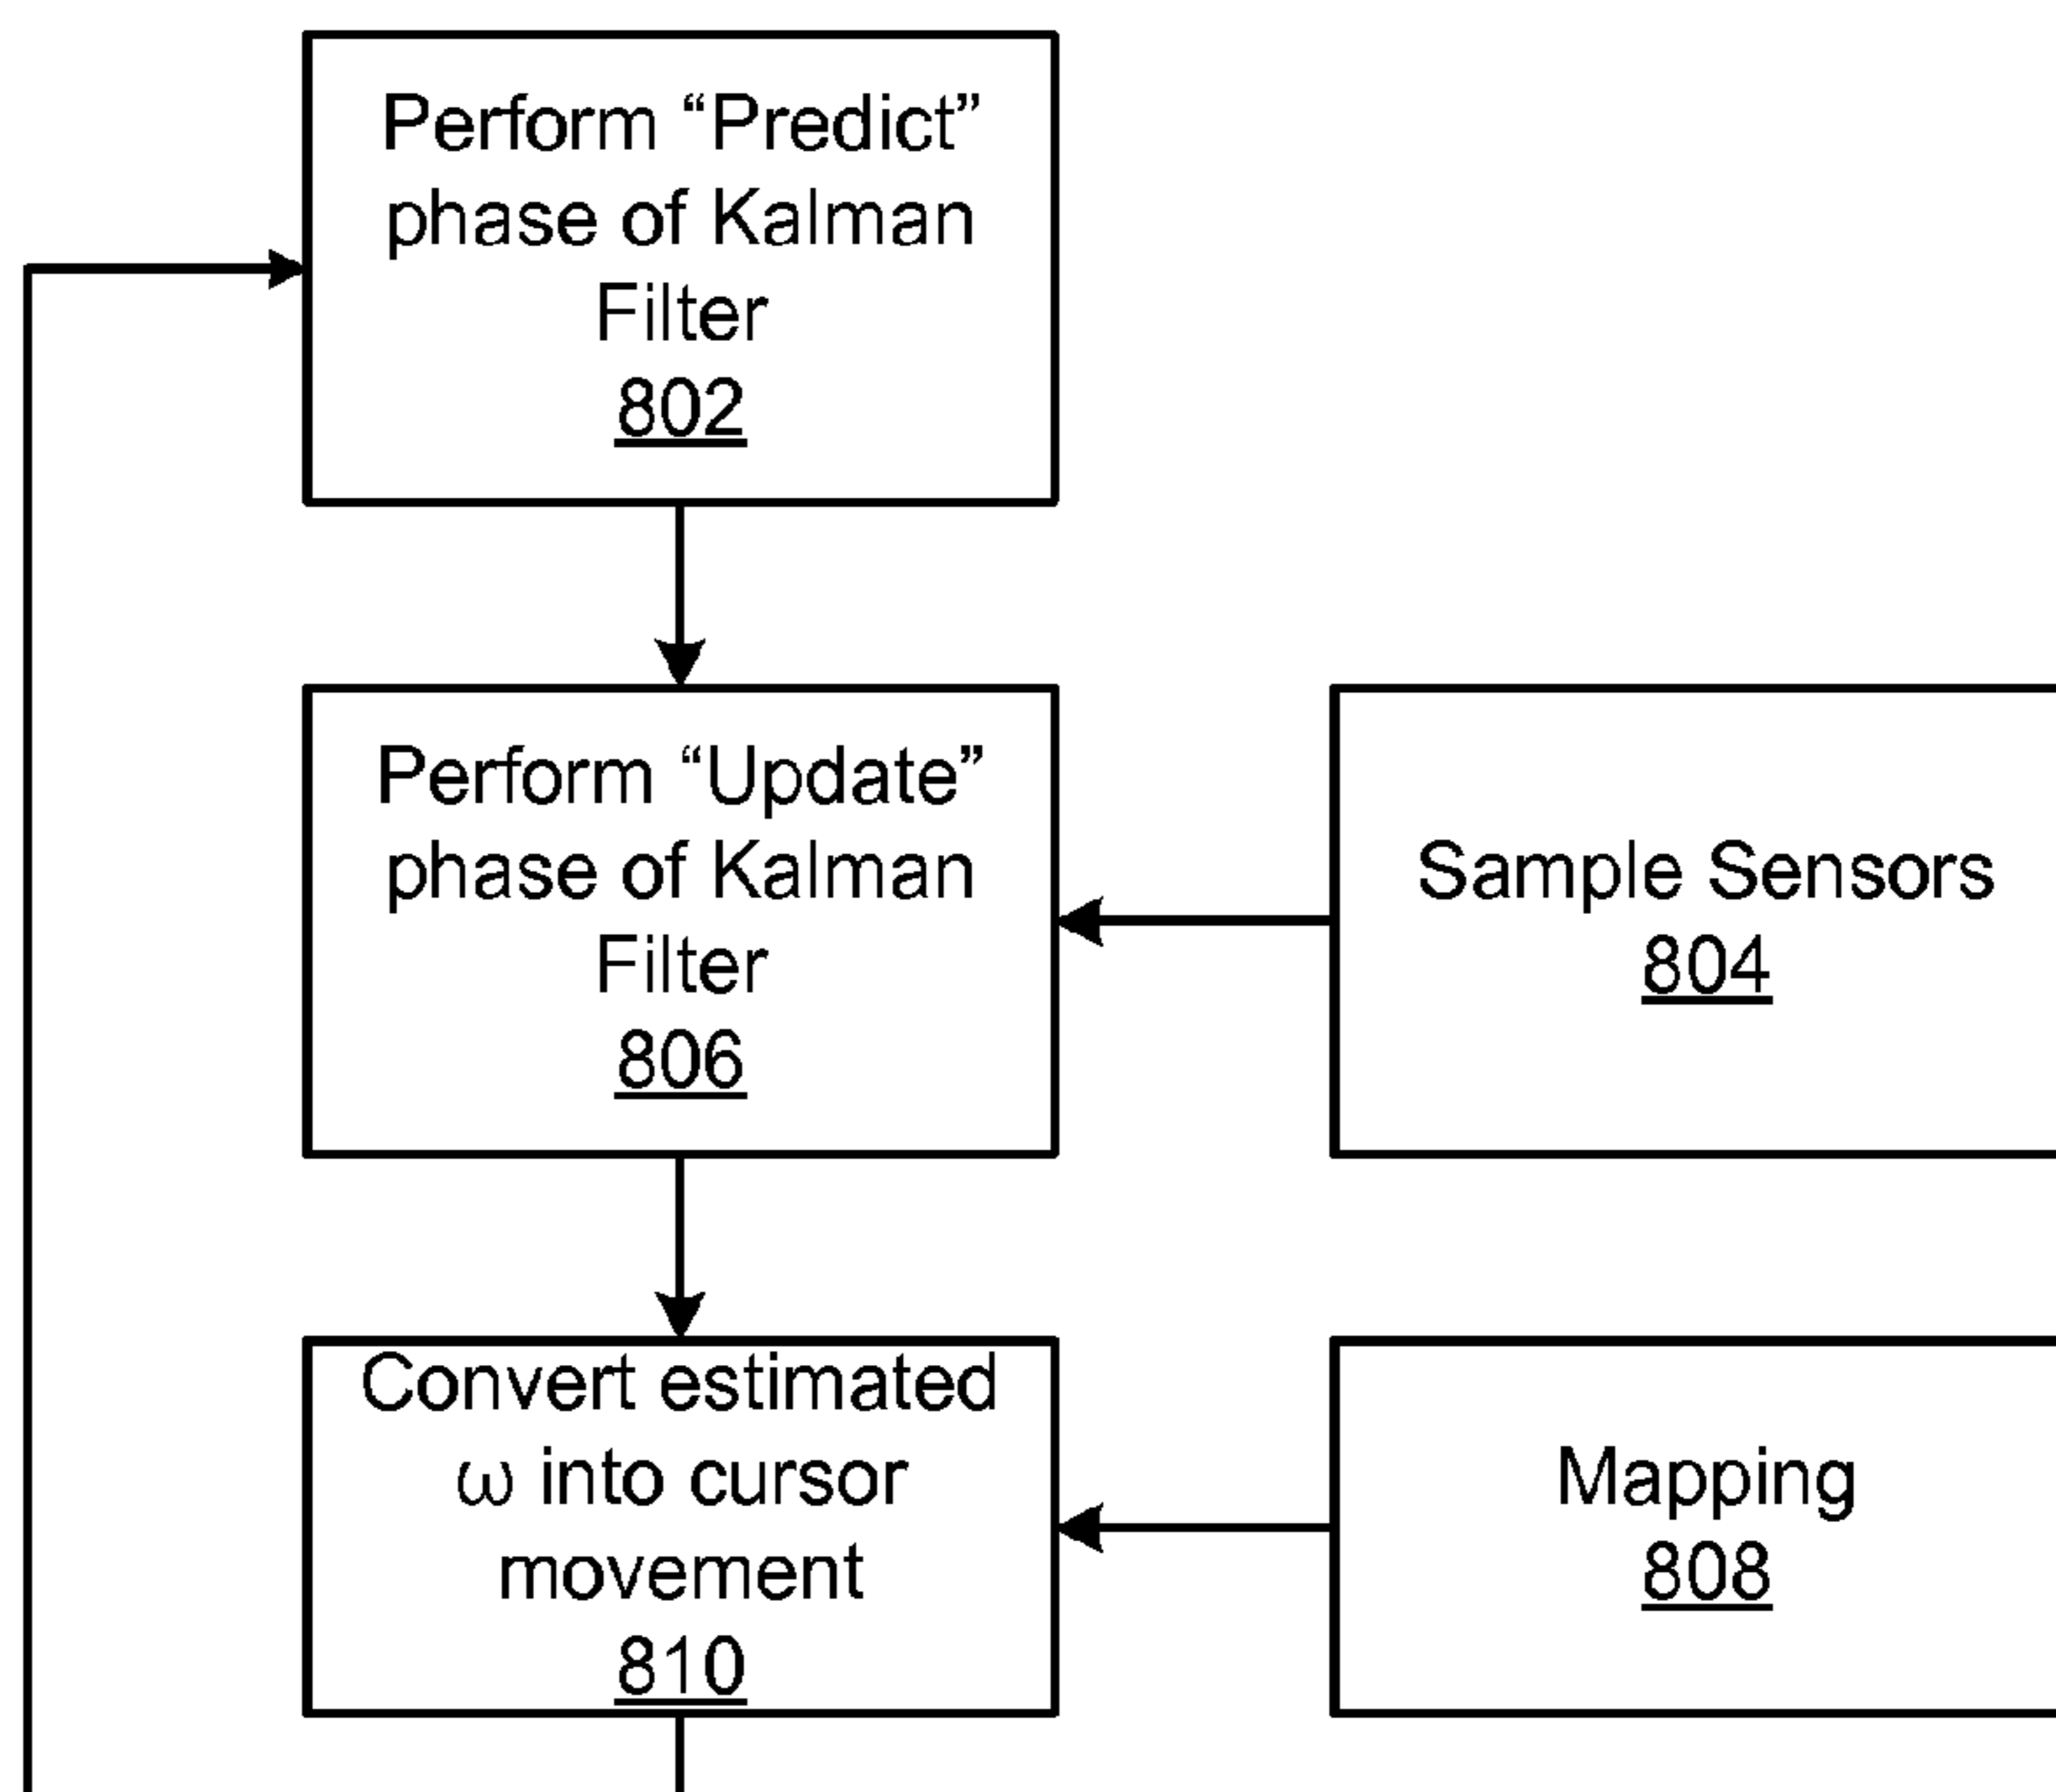 Perform “Predict”
phase of Kalman
Filter
802
Perform “Update”
phase of Kalman
Filter
806
Sample Sensors
804
Convert estimated
ω into cursor
movement
810
Mapping
808